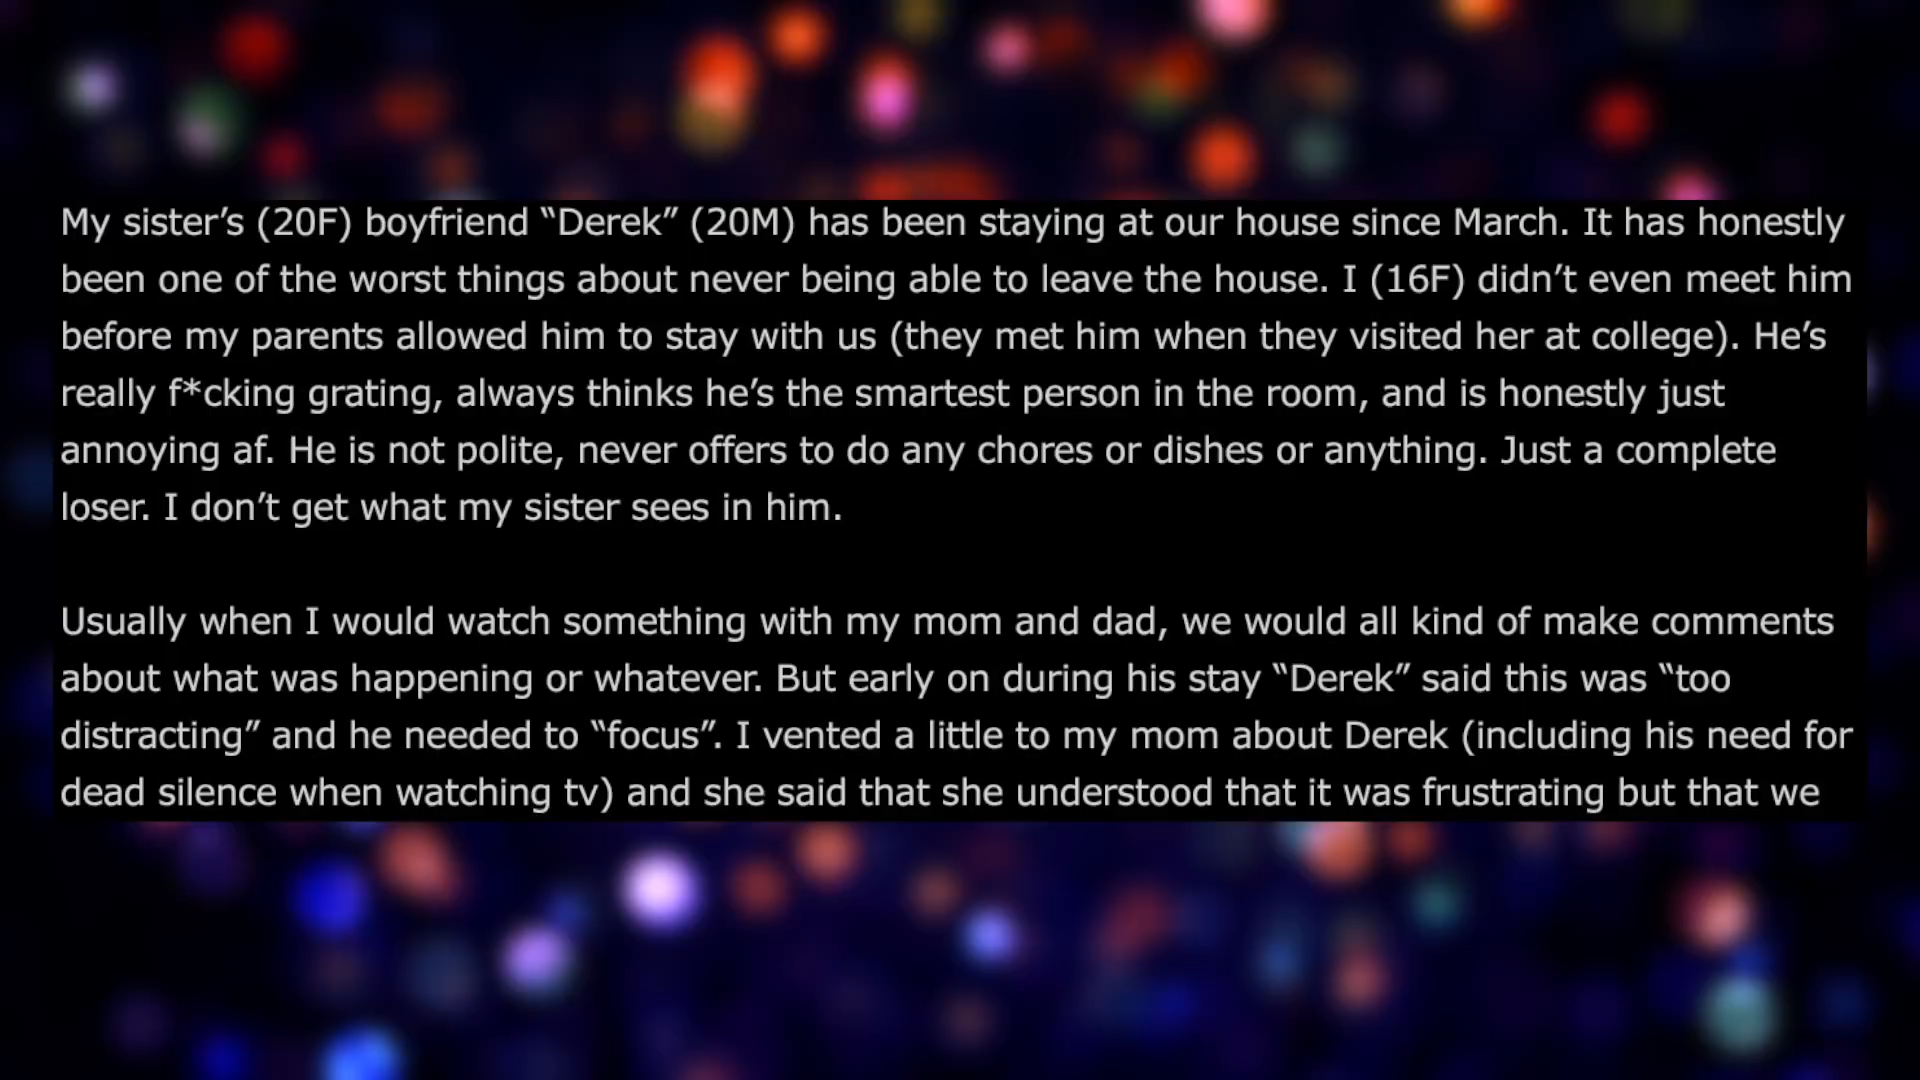 My sister’s (20F) boyfriend “Derek” (20M) has been staying at our house since March. It has honestly
been one of the worst things about never being able to leave the house. I (16F) didn’t even meet him
before my parents allowed him to stay with us (they met him when they visited her at college). He’s
really f*cking grating, always thinks he’s the smartest person in the room, and is honestly just
annoying af. He is not polite, never offers to do any chores or dishes or anything. Just a complete
loser. I don’t get what my sister sees in him.
Usually when I would watch something with my mom and dad, we would all kind of make comments
about what was happening or whatever. But early on during his stay “Derek” said this was “too
distracting” and he needed to “focus”. I vented a little to my mom about Derek (including his need for
dead silence when watching tv) and she said that she understood that it was frustrating but that we